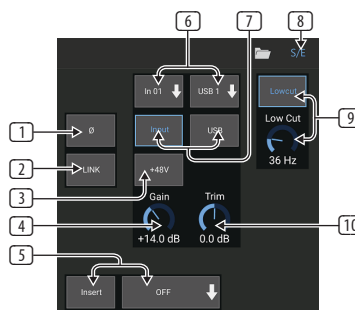 6
7
8
S/E
In 01
USB 1
Lowcut
9
1
Ø
Input
USB
Low Cut
36 Hz
2
LINK
3
+48V
Gain
Trim
4
+14.0 dB
0.0 dB
10
5
Insert
OFF